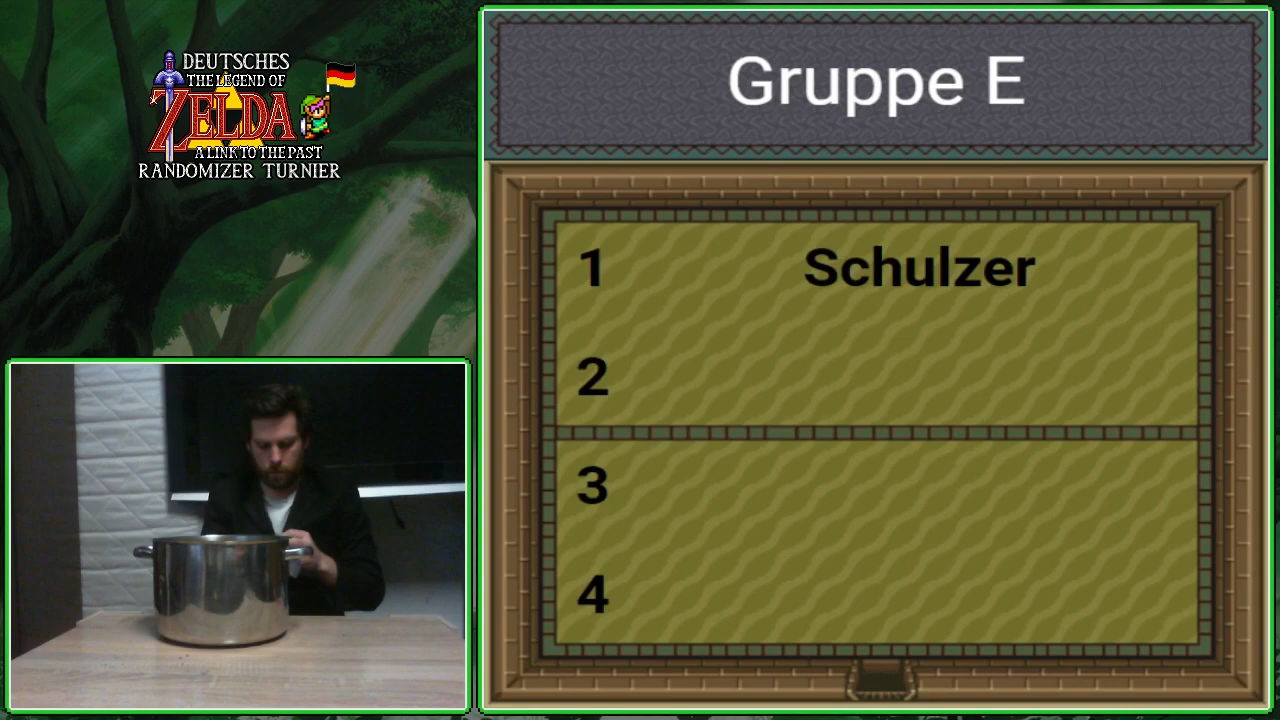 DEUTSCHES
THE LEGEND OF
ZELDA
A LINK TO THE PAST
RANDOMIZER TURNIER
Gruppe E
1 Schulzer
2
3
4